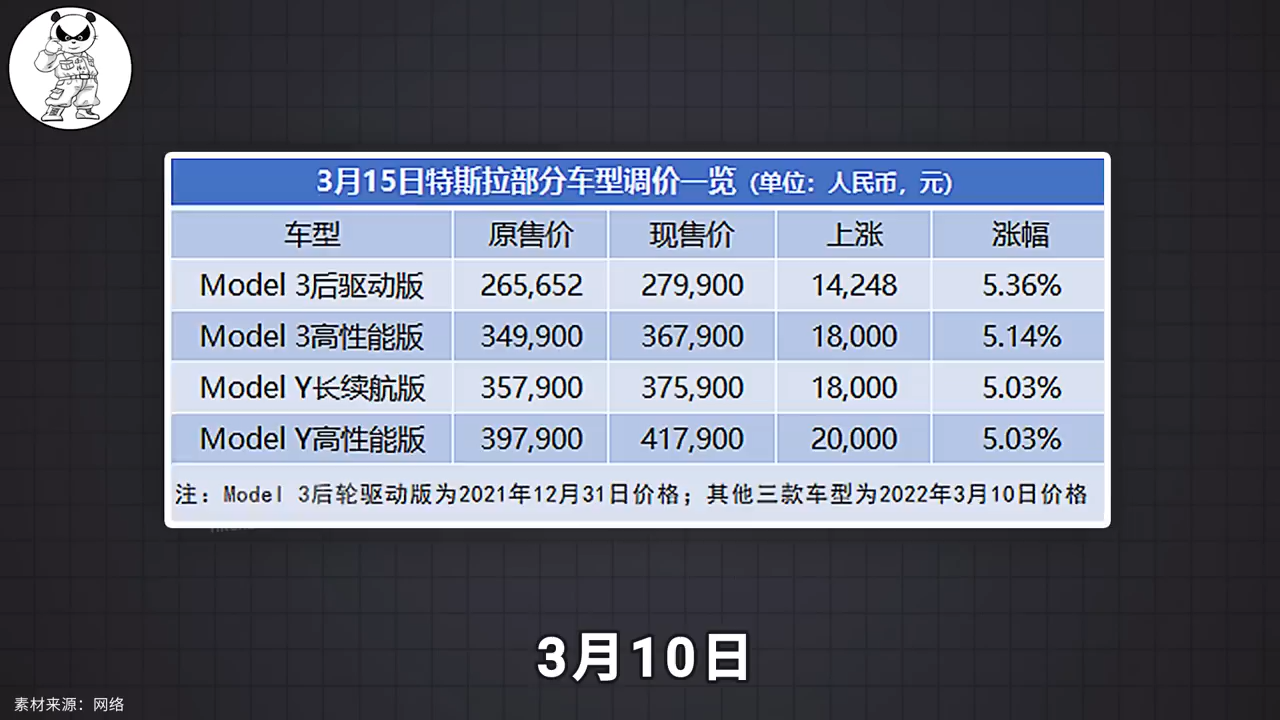 3月15日特斯拉部分车型调价一览（单位：人民币，元）
车型 原售价 现售价 上涨 涨幅
Model 3后驱动版 265,652 279,900 14,248 5.36%
Model 3高性能版 349,900 367,900 18,000 5.14%
Model Y长续航版 357,900 375,900 18,000 5.03%
Model Y高性能版 397,900 417,900 20,000 5.03%
注：Model 3后轮驱动版为2021年12月31日价格；其他三款车型为2022年3月10日价格
3月10日
素材来源：网络